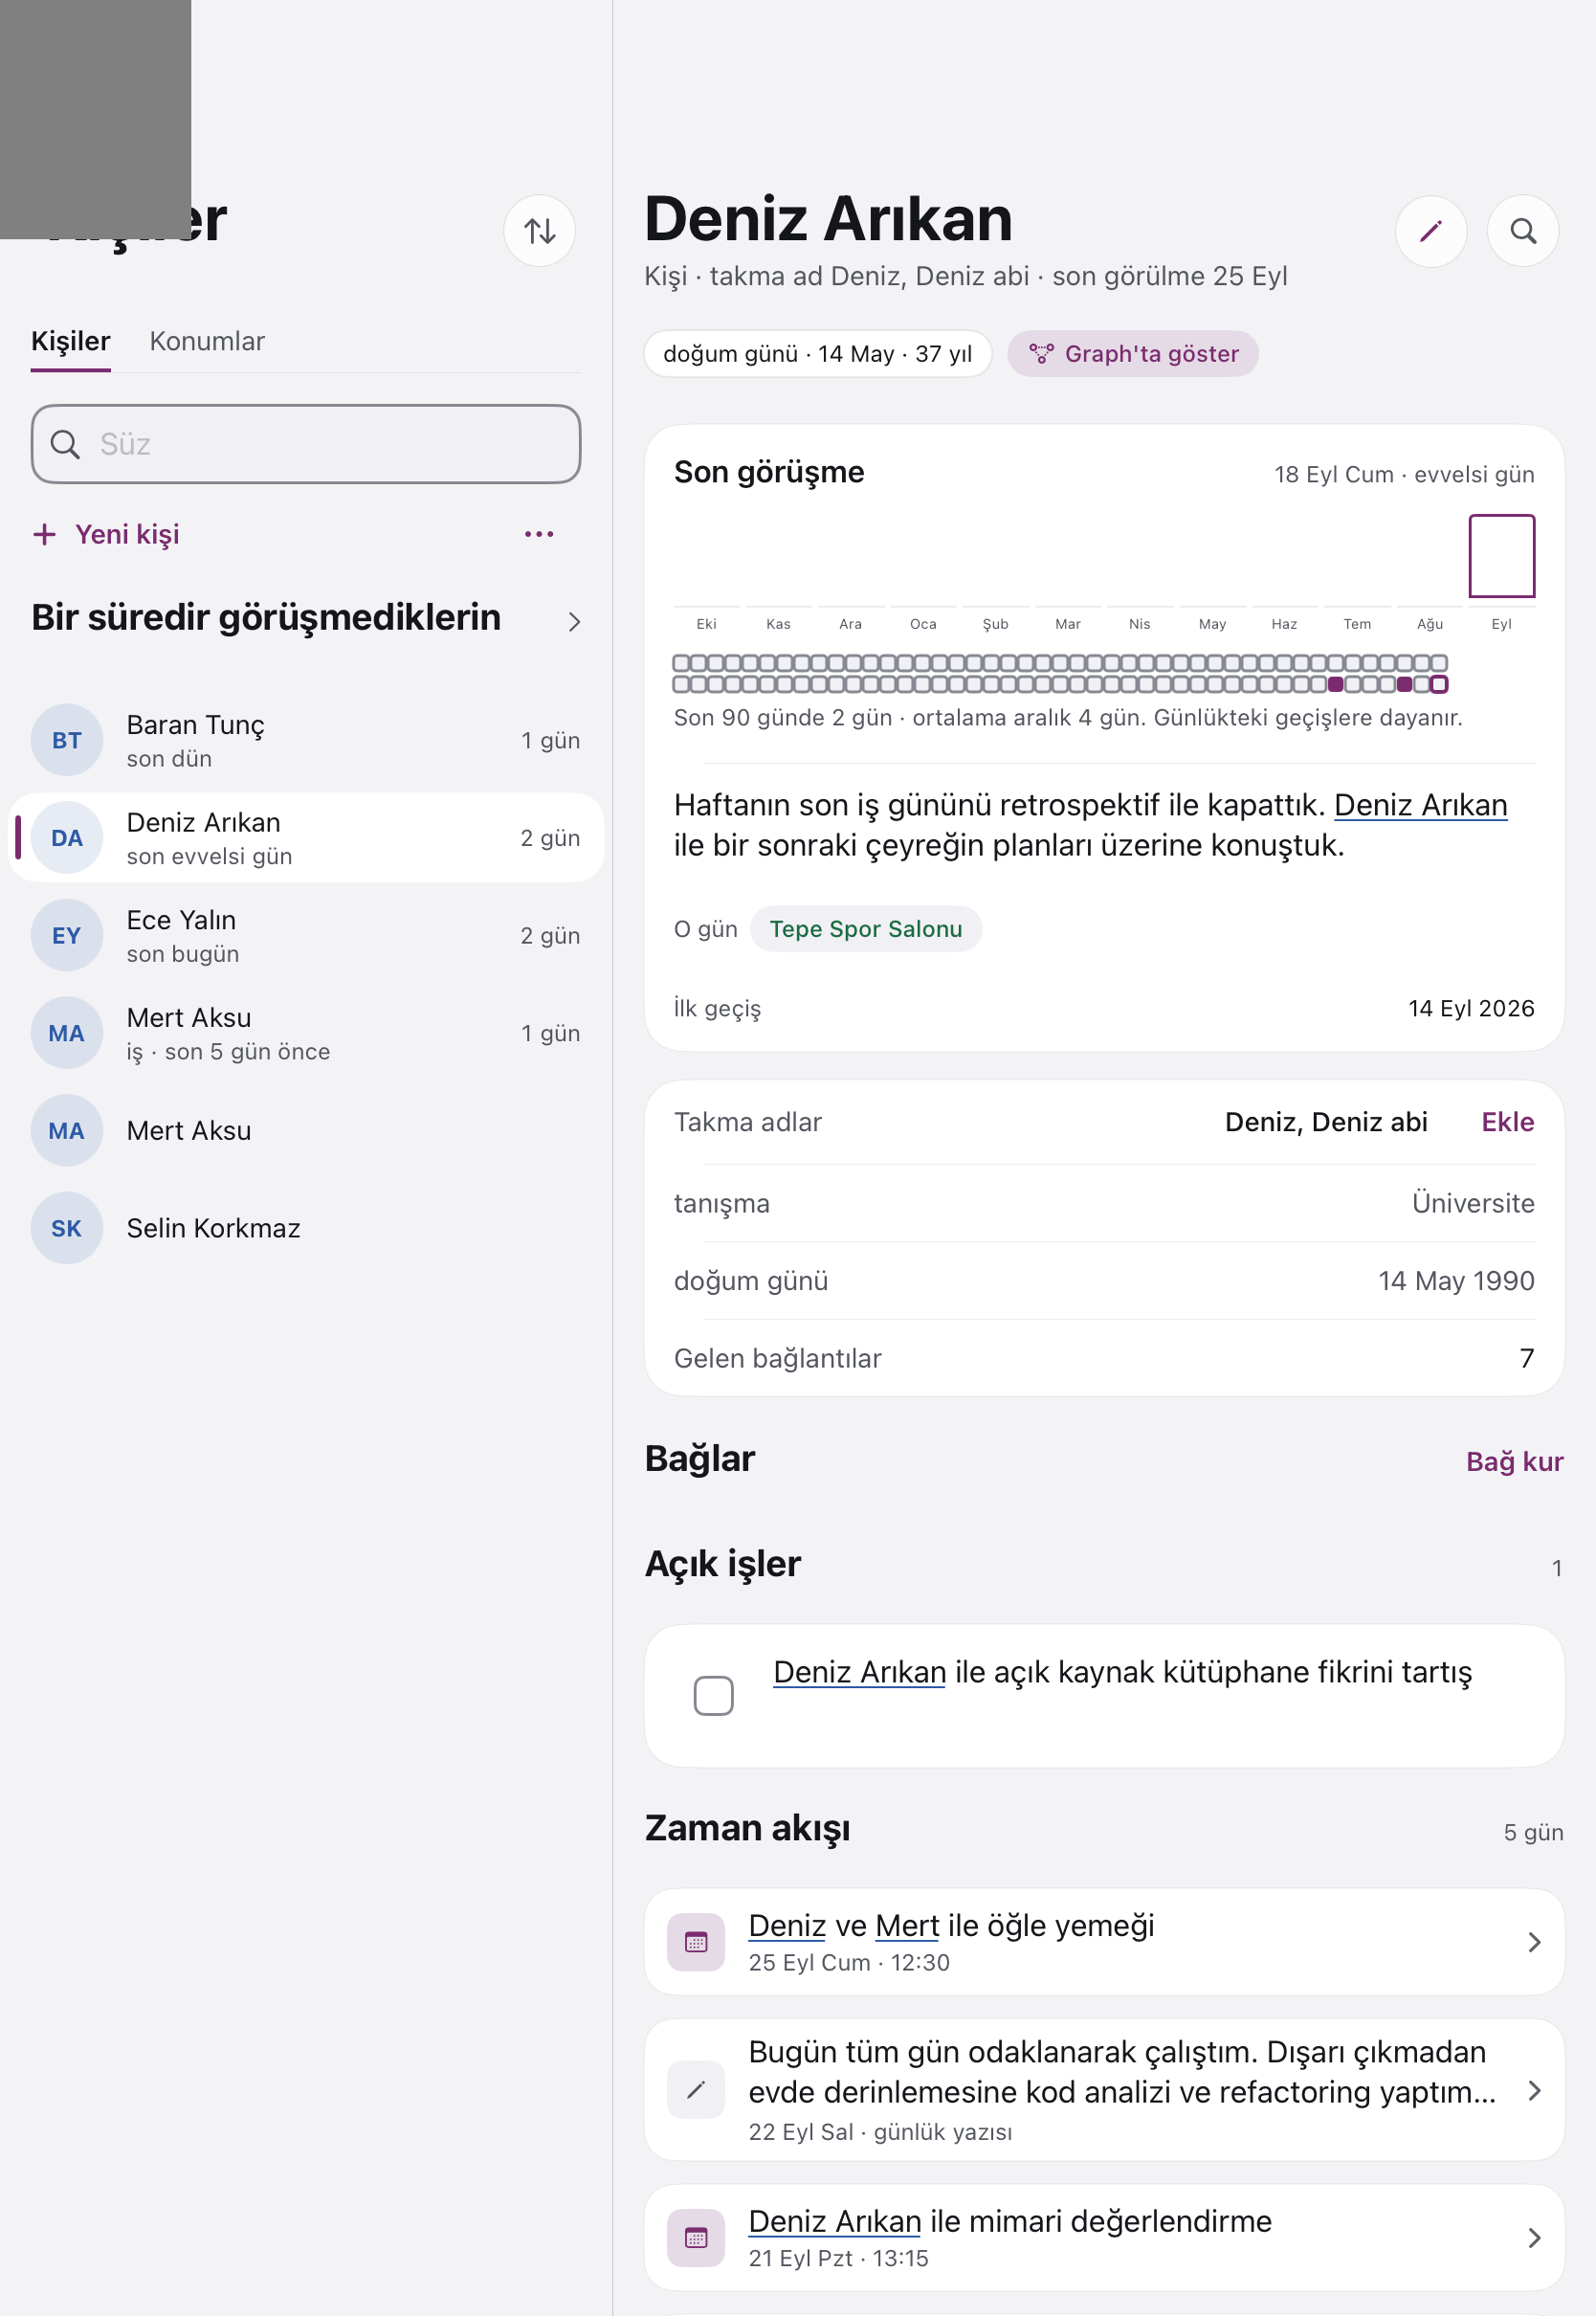 Kişiler Konumlar
Süz
Yeni kişi
Bir süredir görüşmediklerin
BT
Baran Tunç
son dün
1 gün
DA
Deniz Arıkan
son evvelsi gün
2 gün
EY
Ece Yalın
son bugün
2 gün
MA
Mert Aksu
iş · son 5 gün önce
1 gün
MA
Mert Aksu
SK
Selin Korkmaz
Deniz Arıkan
Kişi · takma ad Deniz, Deniz abi · son görülme 25 Eyl
doğum günü · 14 May · 37 yıl
Graph'ta göster
Son görüşme
18 Eyl Cum · evvelsi gün
Eki Kas Ara Oca Şub Mar Nis May Haz Tem Ağu Eyl
Son 90 günde 2 gün · ortalama aralık 4 gün. Günlükteki geçişlere dayanır.
Haftanın son iş gününü retrospektif ile kapattık. Deniz Arıkan
ile bir sonraki çeyreğin planları üzerine konuştuk.
O gün Tepe Spor Salonu
İlk geçiş 14 Eyl 2026
Takma adlar Deniz, Deniz abi Ekle
tanışma Üniversite
doğum günü 14 May 1990
Gelen bağlantılar 7
Bağlar Bağ kur
Açık işler 1
Deniz Arıkan ile açık kaynak kütüphane fikrini tartış
Zaman akışı 5 gün
Deniz ve Mert ile öğle yemeği
25 Eyl Cum · 12:30
Bugün tüm gün odaklanarak çalıştım. Dışarı çıkmadan
evde derinlemesine kod analizi ve refactoring yaptım...
22 Eyl Sal · günlük yazısı
Deniz Arıkan ile mimari değerlendirme
21 Eyl Pzt · 13:15